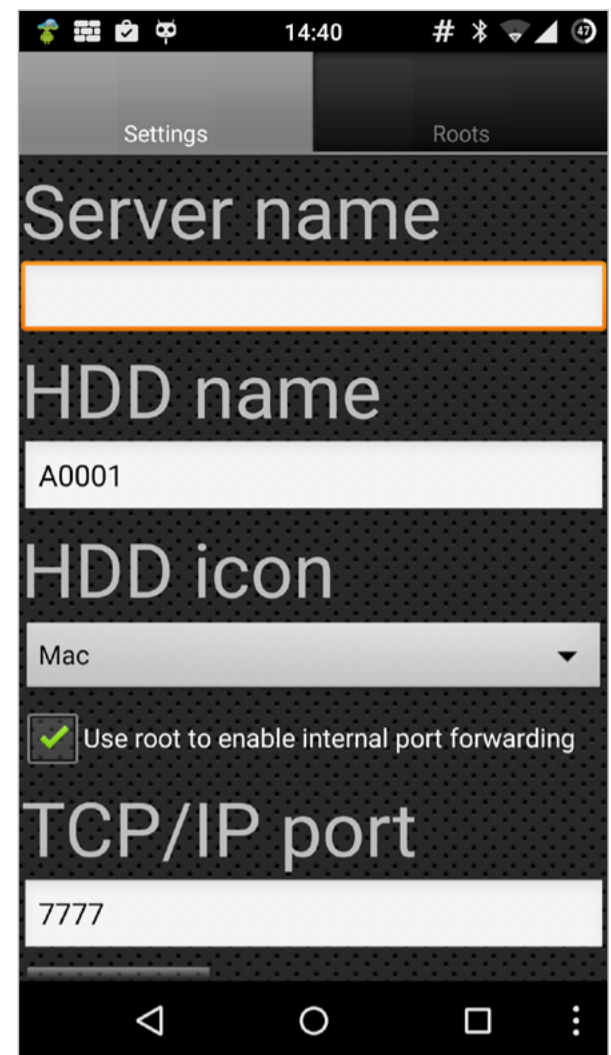 14:40
#
47
Settings
Roots
Server name
HDD name
A0001
HDD icon
Mac
Use root to enable internal port forwarding
TCP/IP port
7777